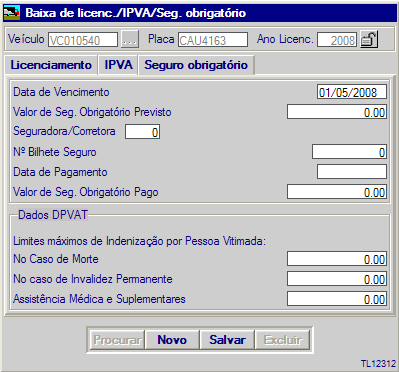 Baixa de licenc./IPVA/Seg. obrigatório
Veículo VC010540 ... Placa CAU4163 Ano Licenc. 2008
Licenciamento IPVA Seguro obrigatório
Data de Vencimento 01/05/2008
Valor de Seg. Obrigatório Previsto 0.00
Seguradora/Corretora 0
Nº Bilhete Seguro 0
Data de Pagamento
Valor de Seg. Obrigatório Pago 0.00
Dados DPVAT
Limites máximos de Indenização por Pessoa Vitimada:
No Caso de Morte 0.00
No caso de Invalidez Permanente 0.00
Assistência Médica e Suplementares 0.00
Procurar Novo Salvar Excluir
TL12312